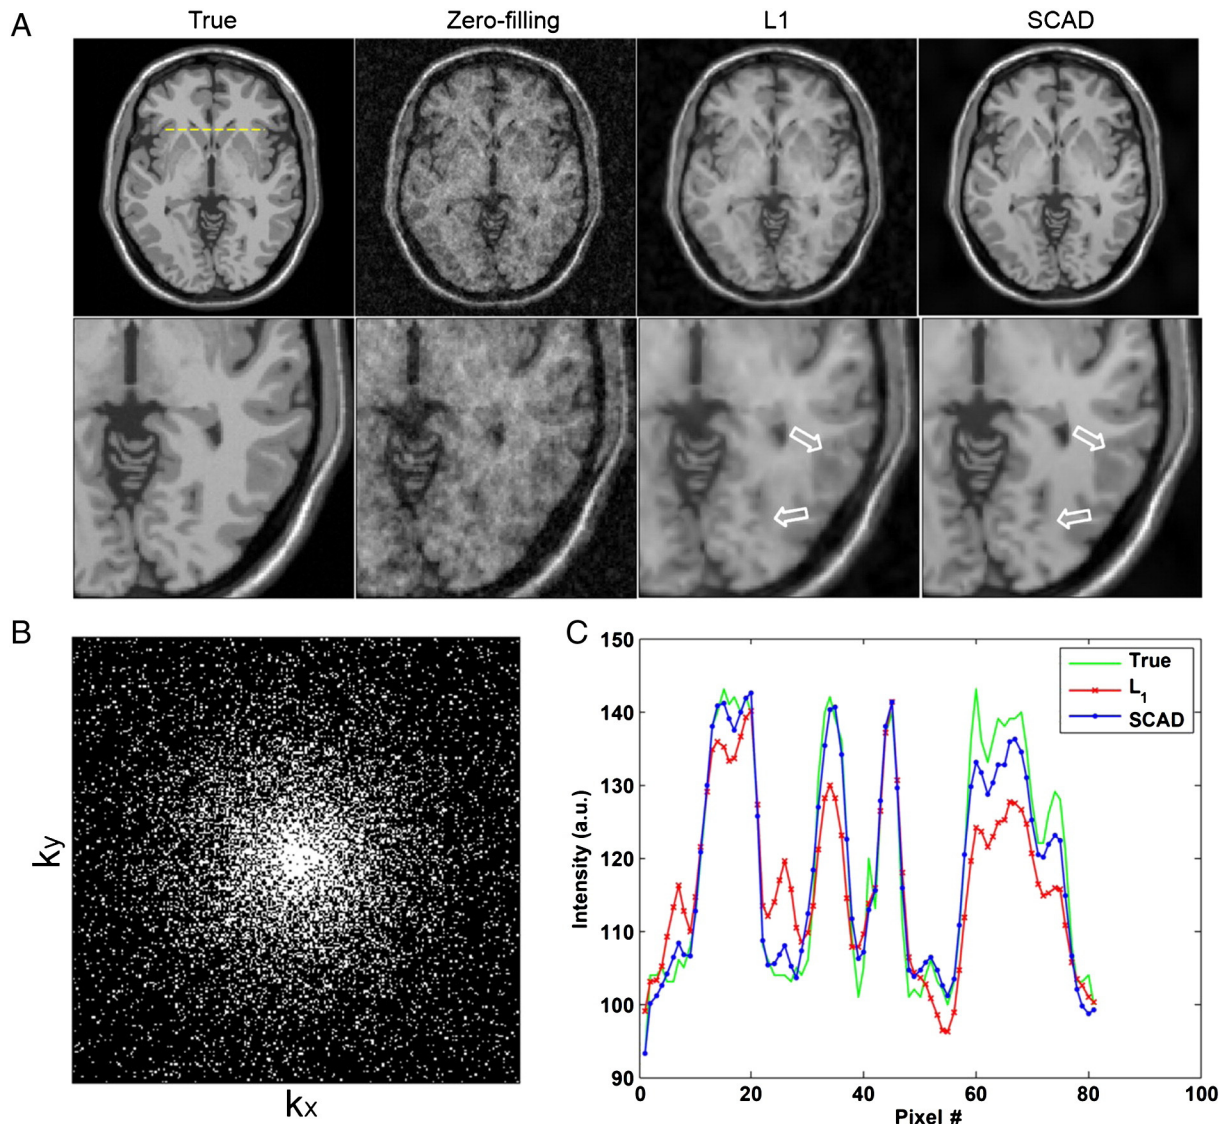 A
True
Zero-filling
L1
SCAD
B
ky
kx
C
150
140
130
120
110
100
90
Intensity (a.u.)
0
20
40
60
80
100
Pixel #
True
L1
SCAD